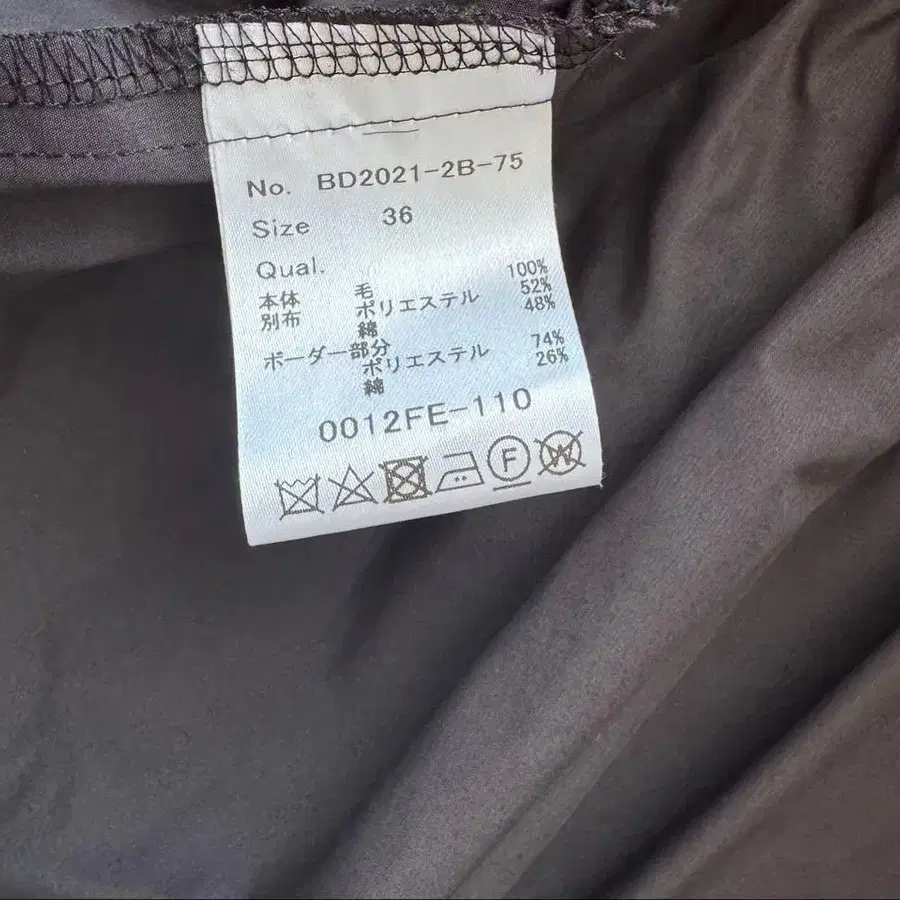 No. BD2021-2B-75
Size 36
Qual.
本体 毛 100%
別布 ポリエステル 52%
綿 48%
ボーダー部分
ポリエステル 74%
綿 26%
0012FE-110
F W